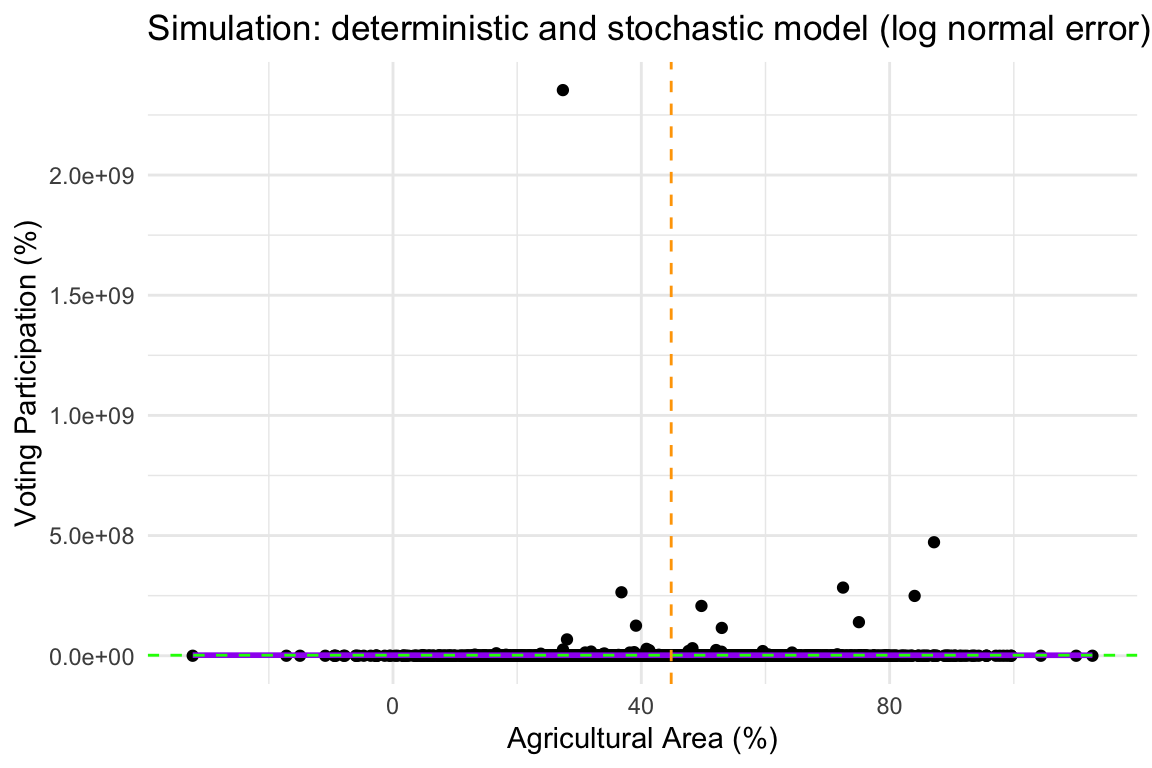 Simulation: deterministic and stochastic model (log normal error)
Voting Participation (%)
2.0e+09
1.5e+09
1.0e+09
5.0e+08
0.0e+00
0 40 80
Agricultural Area (%)